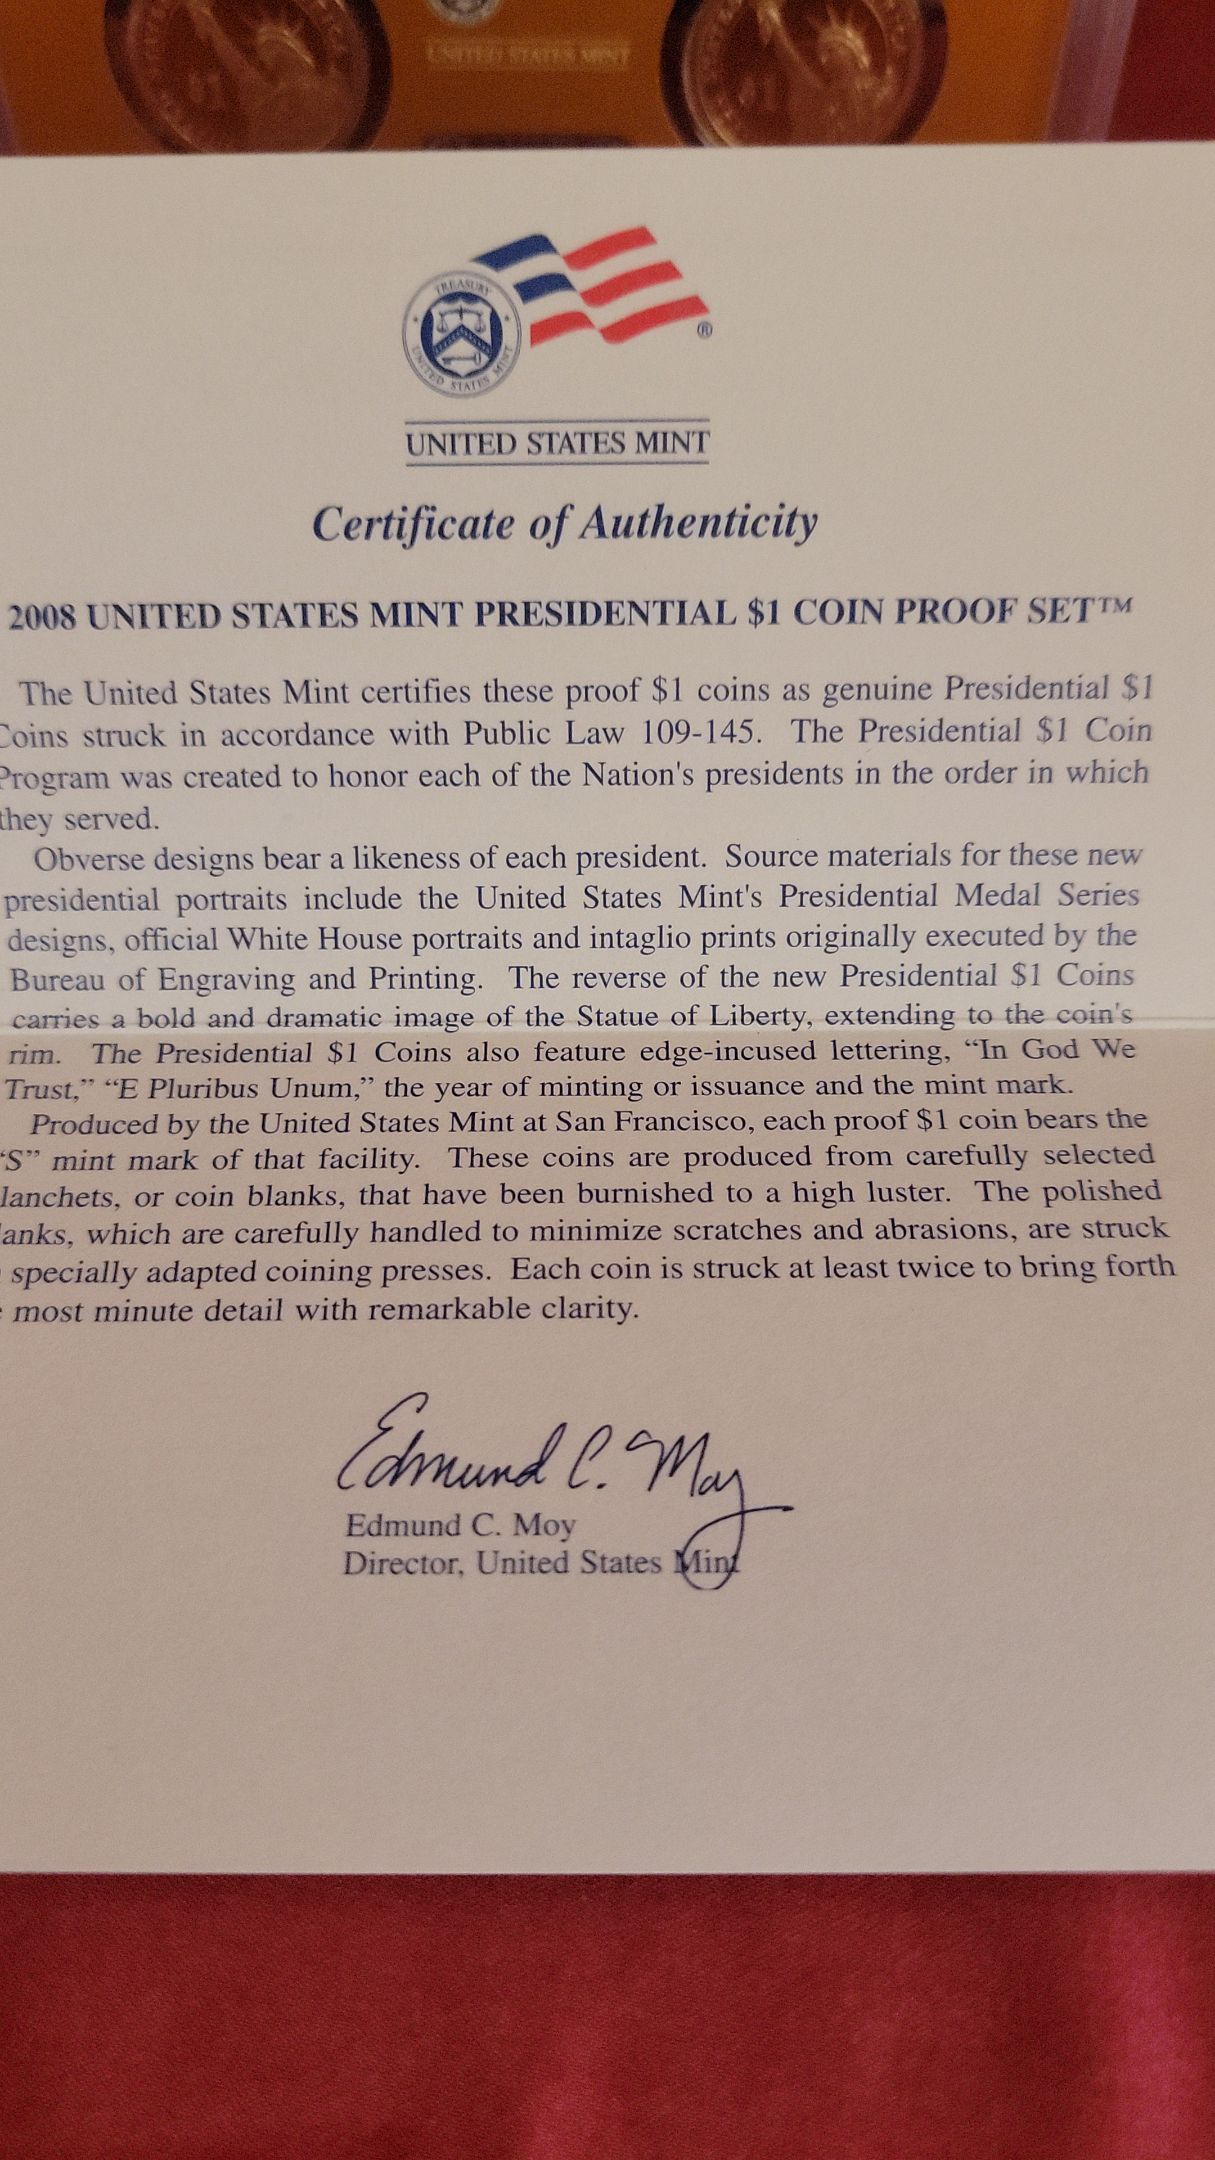 UNITED STATES MINT
$1
$1
TREASURY
UNITED STATES MINT
®
UNITED STATES MINT
Certificate of Authenticity
2008 UNITED STATES MINT PRESIDENTIAL $1 COIN PROOF SET™
The United States Mint certifies these proof $1 coins as genuine Presidential $1
Coins struck in accordance with Public Law 109-145. The Presidential $1 Coin
Program was created to honor each of the Nation's presidents in the order in which
they served.
Obverse designs bear a likeness of each president. Source materials for these new
presidential portraits include the United States Mint's Presidential Medal Series
designs, official White House portraits and intaglio prints originally executed by the
Bureau of Engraving and Printing. The reverse of the new Presidential $1 Coins
carries a bold and dramatic image of the Statue of Liberty, extending to the coin's
rim. The Presidential $1 Coins also feature edge-incused lettering, “In God We
Trust,” “E Pluribus Unum,” the year of minting or issuance and the mint mark.
Produced by the United States Mint at San Francisco, each proof $1 coin bears the
“S” mint mark of that facility. These coins are produced from carefully selected
lanchets, or coin blanks, that have been burnished to a high luster. The polished
anks, which are carefully handled to minimize scratches and abrasions, are struck
specially adapted coining presses. Each coin is struck at least twice to bring forth
most minute detail with remarkable clarity.
Edmund C. Moy
Edmund C. Moy
Director, United States Mint